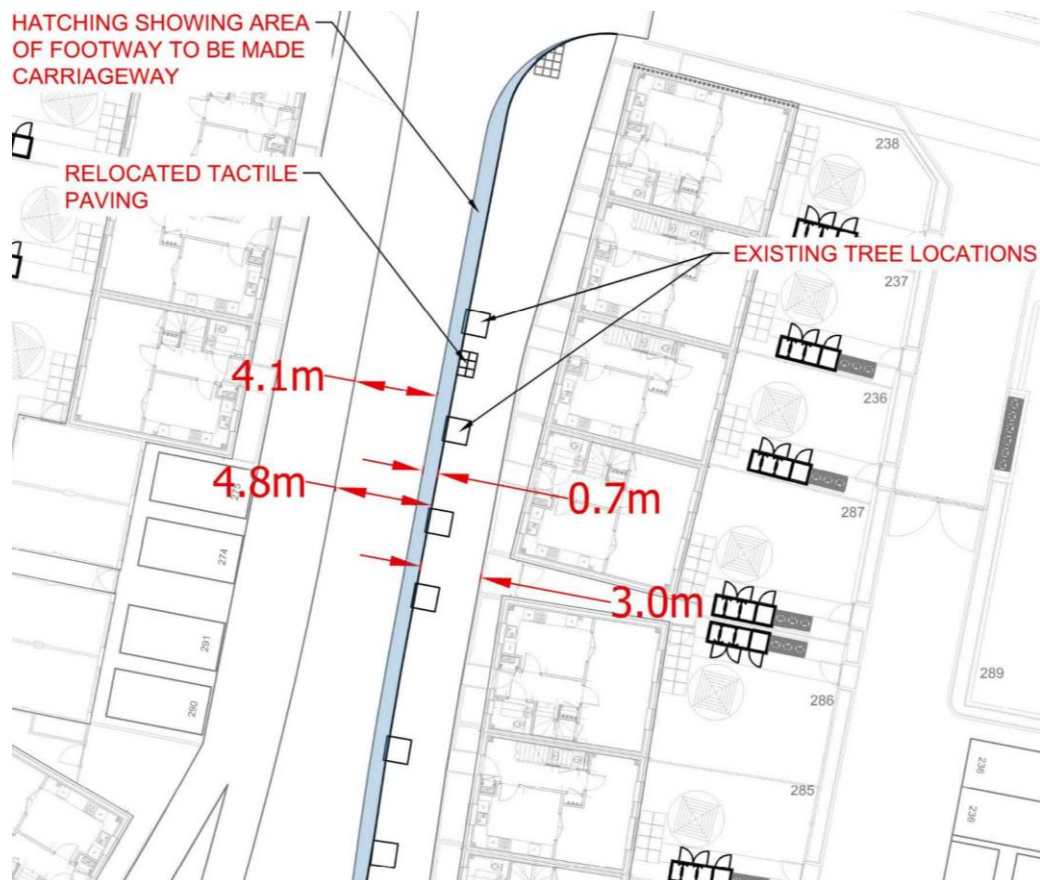 HATCHING SHOWING AREA
OF FOOTWAY TO BE MADE
CARRIAGEWAY
238
RELOCATED TACTILE
PAVING
EXISTING TREE LOCATIONS
237
4.1m
236
4.8m
0.7m
275
287
274
3.0m
291
289
286
290
236
285
236